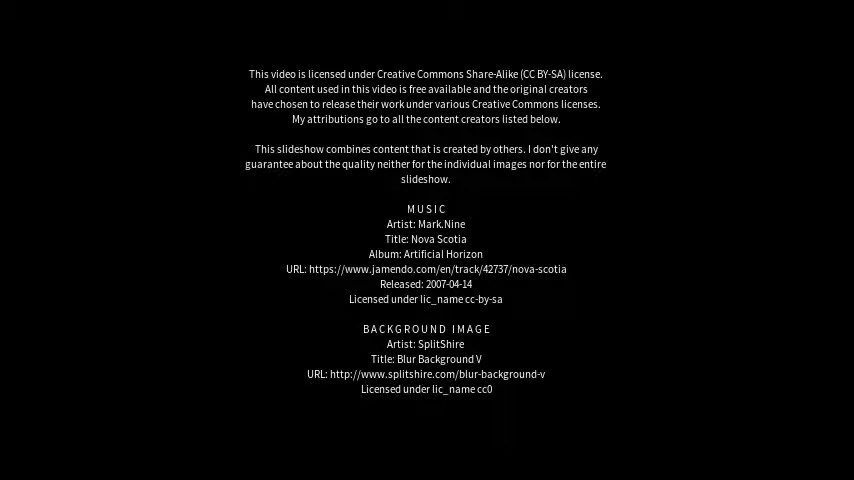 This video is licensed under Creative Commons Share-Alike (CC BY-SA) license.
All content used in this video is free available and the original creators
have chosen to release their work under various Creative Commons licenses.
My attributions go to all the content creators listed below.
This slideshow combines content that is created by others. I don't give any
guarantee about the quality neither for the individual images nor for the entire
slideshow.
MUSIC
Artist: Mark.Nine
Title: Nova Scotia
Album: Artificial Horizon
URL: https://www.jamendo.com/en/track/42737/nova-scotia
Released: 2007-04-14
Licensed under lic_name cc-by-sa
BACKGROUND IMAGE
Artist: SplitShire
Title: Blur Background V
URL: http://www.splitshire.com/blur-background-v
Licensed under lic_name cc0